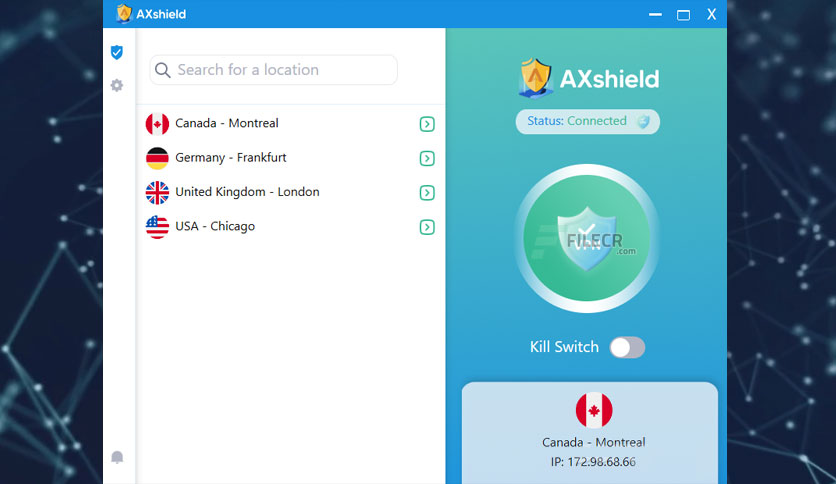 AXshield
X
Search for a location
Canada - Montreal
Germany - Frankfurt
United Kingdom - London
USA - Chicago
AXshield
Status: Connected
FILECR
.com
Kill Switch
Canada - Montreal
IP: 172.98.68.66